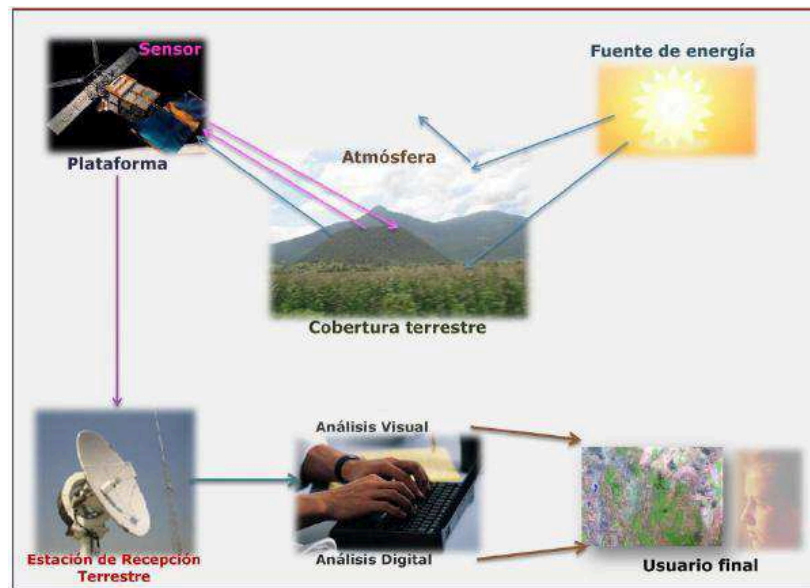 Sensor
Fuente de energía
Plataforma
Atmósfera
Cobertura terrestre
Análisis Visual
Estación de Recepción
Terrestre
Análisis Digital
Usuario final